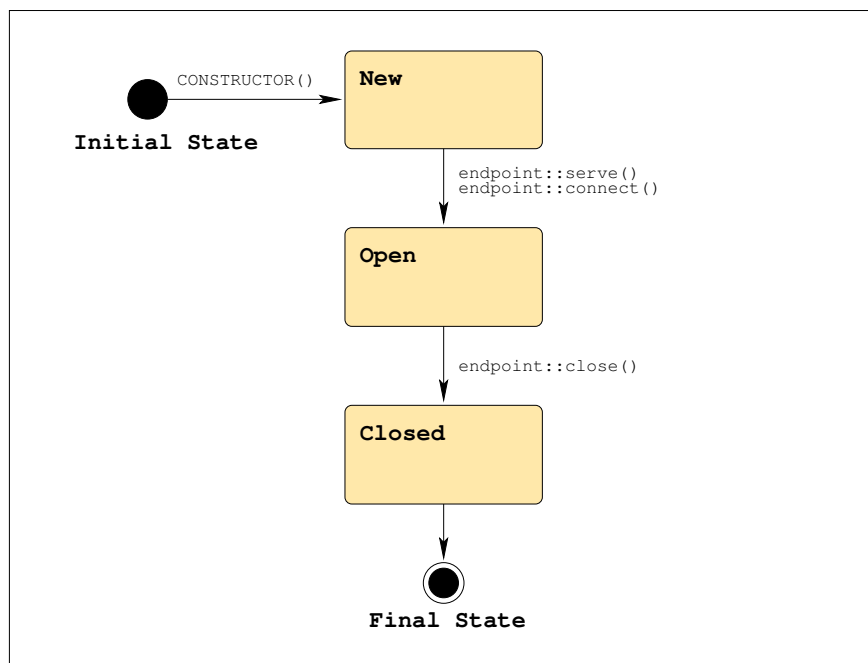 CONSTRUCTOR()
New
Initial State
endpoint::serve()
endpoint::connect()
Open
endpoint::close()
Closed
Final State